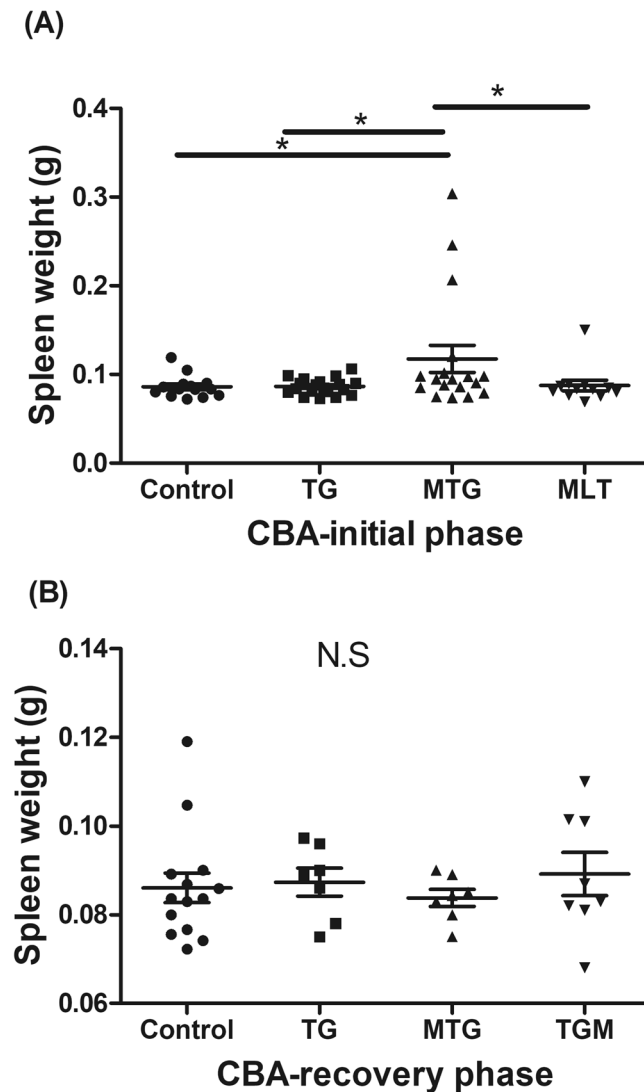 (A)
Spleen weight (g)
0.4
0.3
0.2
0.1
0.0
*
*
*
Control TG MTG MLT
CBA-initial phase
(B)
Spleen weight (g)
0.14
0.12
0.10
0.08
0.06
N.S
Control TG MTG TGM
CBA-recovery phase